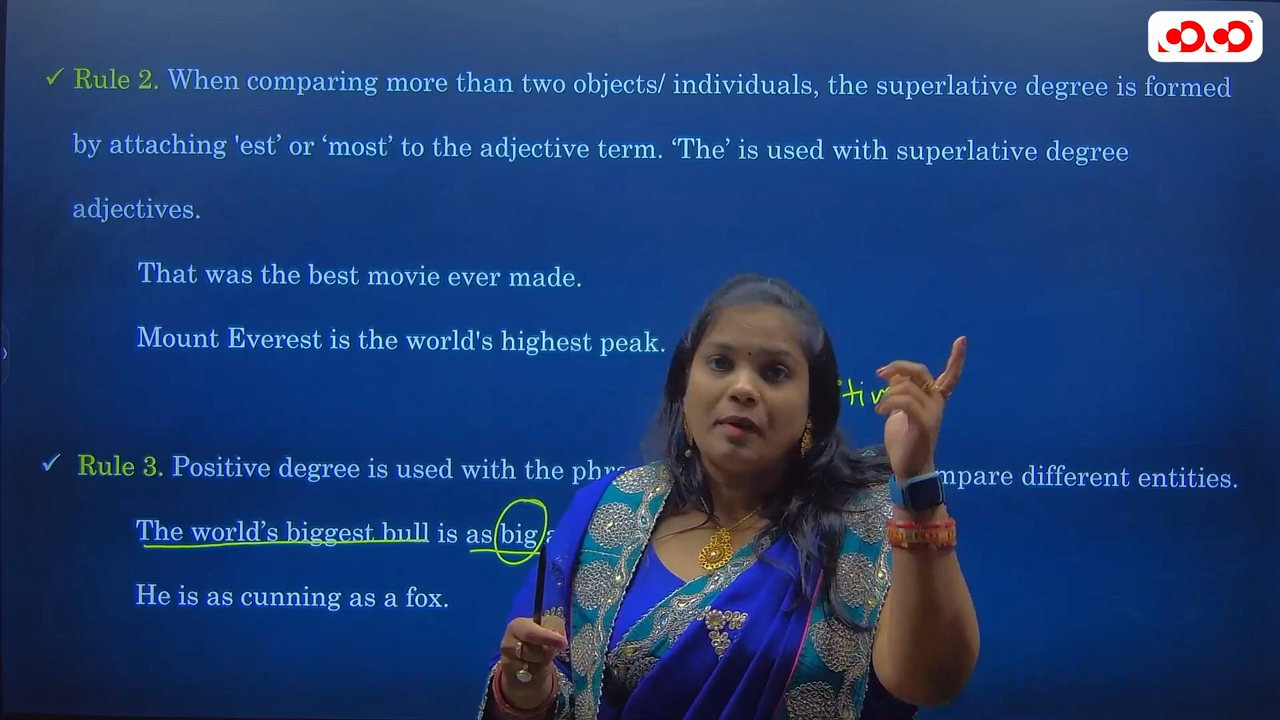 ✓ Rule 2. When comparing more than two objects/ individuals, the superlative degree is formed
by attaching 'est’ or ‘most’ to the adjective term. ‘The’ is used with superlative degree
adjectives.
That was the best movie ever made.
Mount Everest is the world's highest peak.
✓ Rule 3. Positive degree is used with the different entities.
The world’s biggest bull is as big
He is as cunning as a fox.